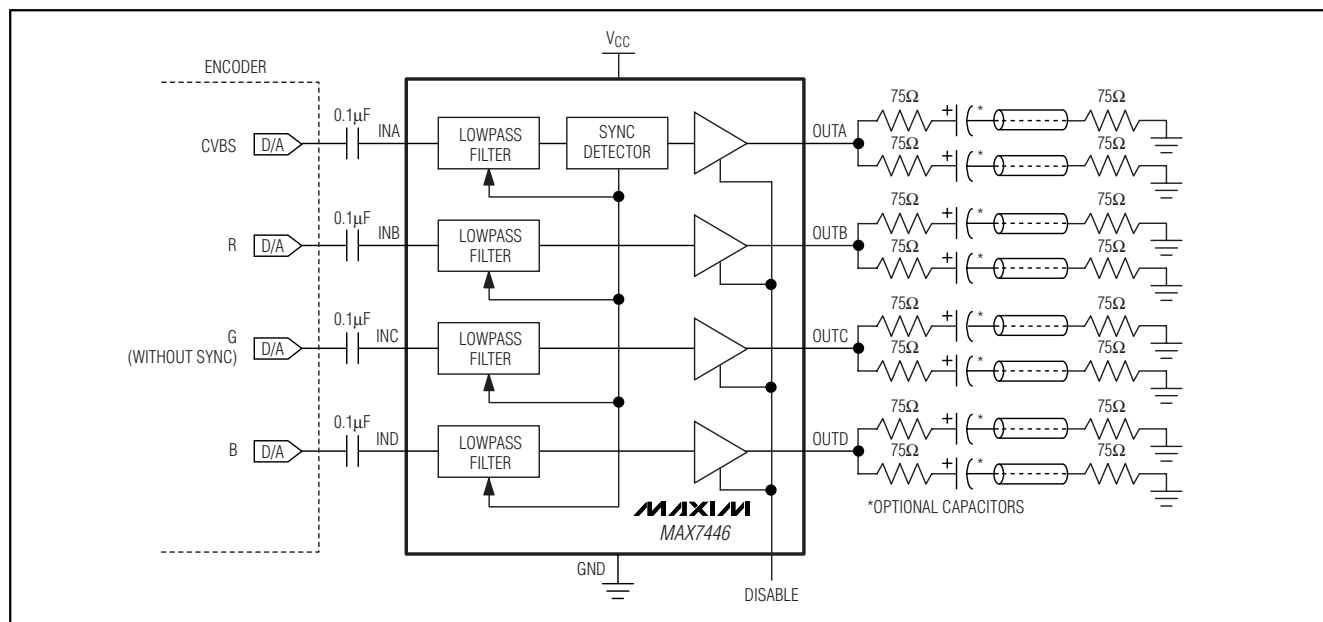 VCC
ENCODER
CVBS
D/A
0.1µF
INA
LOWPASS
FILTER
SYNC
DETECTOR
OUTA
75Ω
+
*
75Ω
75Ω
+
*
75Ω
R
D/A
0.1µF
INB
LOWPASS
FILTER
OUTB
75Ω
+
*
75Ω
75Ω
+
*
75Ω
G
(WITHOUT SYNC)
D/A
0.1µF
INC
LOWPASS
FILTER
OUTC
75Ω
+
*
75Ω
75Ω
+
*
75Ω
B
D/A
0.1µF
IND
LOWPASS
FILTER
OUTD
75Ω
+
*
75Ω
75Ω
+
*
75Ω
*OPTIONAL CAPACITORS
MAXIM
MAX7446
GND
DISABLE